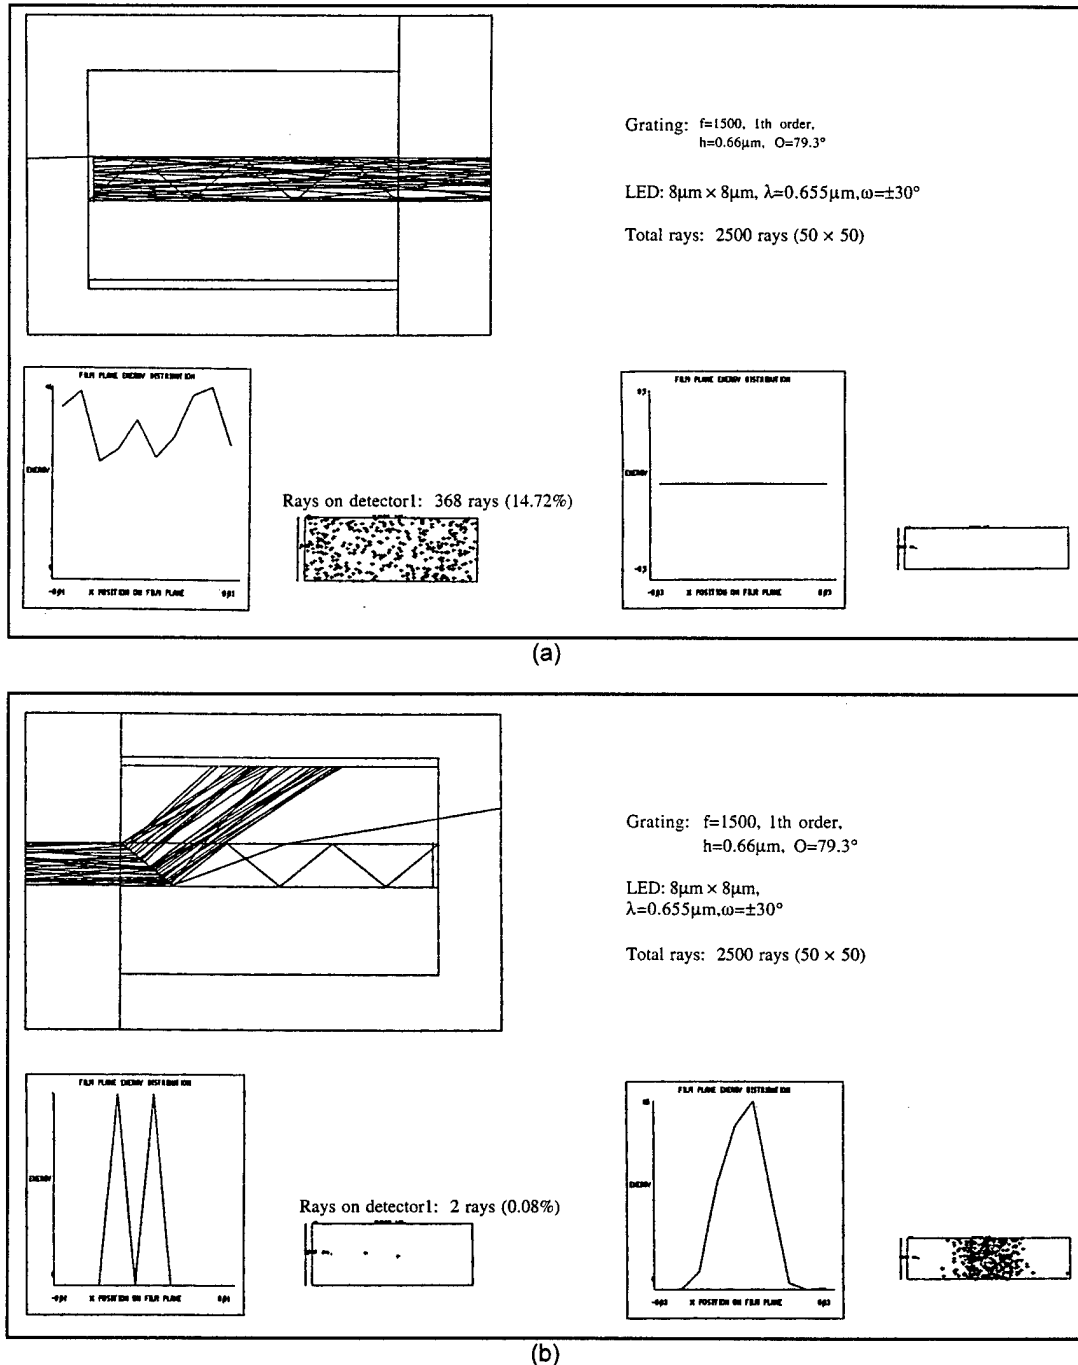 Grating: f=1500, 1th order,
h=0.66µm, O=79.3°
LED: 8µm × 8µm, λ=0.655µm,ω=±30°
Total rays: 2500 rays (50 × 50)
FILM PLANE ENERGY DISTRIBUTION
ENERGY
X POSITION ON FILM PLANE
Rays on detector1: 368 rays (14.72%)
FILM PLANE ENERGY DISTRIBUTION
ENERGY
X POSITION ON FILM PLANE
(a)
Grating: f=1500, 1th order,
h=0.66µm, O=79.3°
LED: 8µm × 8µm,
λ=0.655µm,ω=±30°
Total rays: 2500 rays (50 × 50)
FILM PLANE ENERGY DISTRIBUTION
ENERGY
X POSITION ON FILM PLANE
Rays on detector1: 2 rays (0.08%)
FILM PLANE ENERGY DISTRIBUTION
ENERGY
X POSITION ON FILM PLANE
(b)